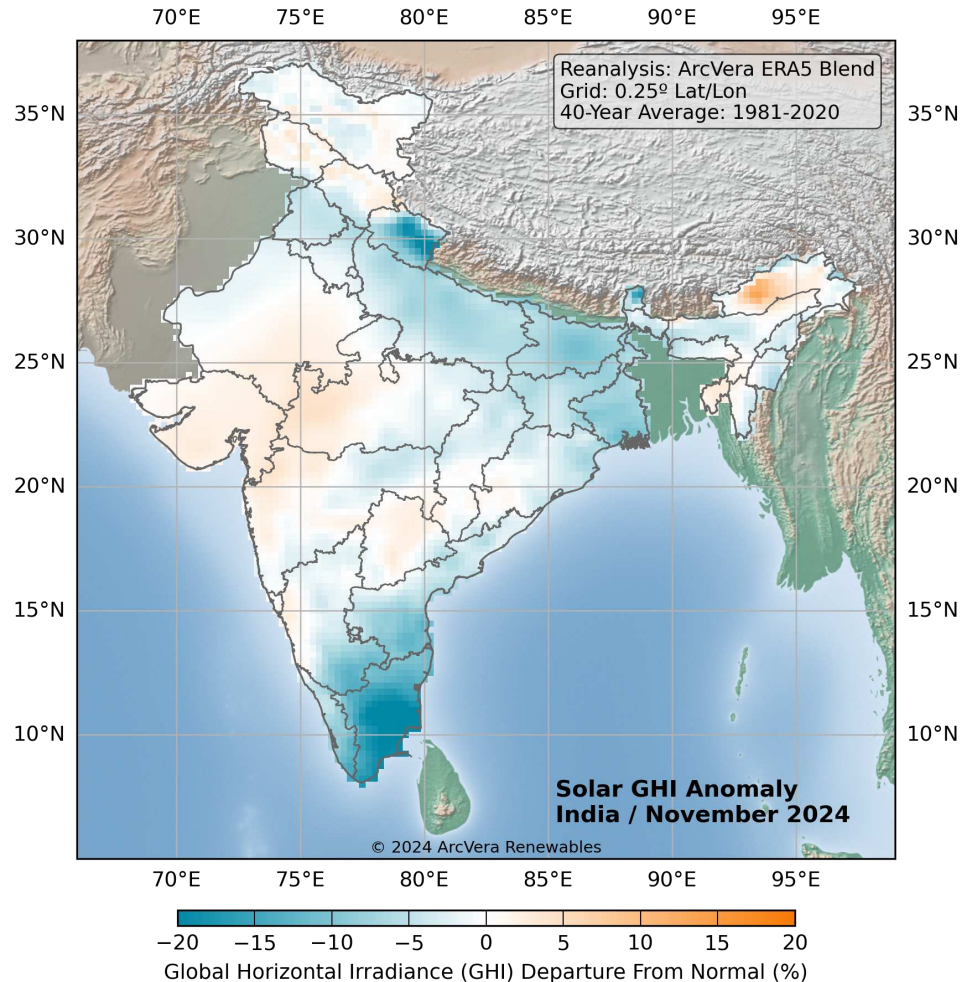 70°E 75°E 80°E 85°E 90°E 95°E
Reanalysis: ArcVera ERA5 Blend
Grid: 0.25º Lat/Lon
40-Year Average: 1981-2020
35°N 35°N
30°N 30°N
25°N 25°N
20°N 20°N
15°N 15°N
10°N 10°N
Solar GHI Anomaly
India / November 2024
© 2024 ArcVera Renewables
70°E 75°E 80°E 85°E 90°E 95°E
−20 −15 −10 −5 0 5 10 15 20
Global Horizontal Irradiance (GHI) Departure From Normal (%)